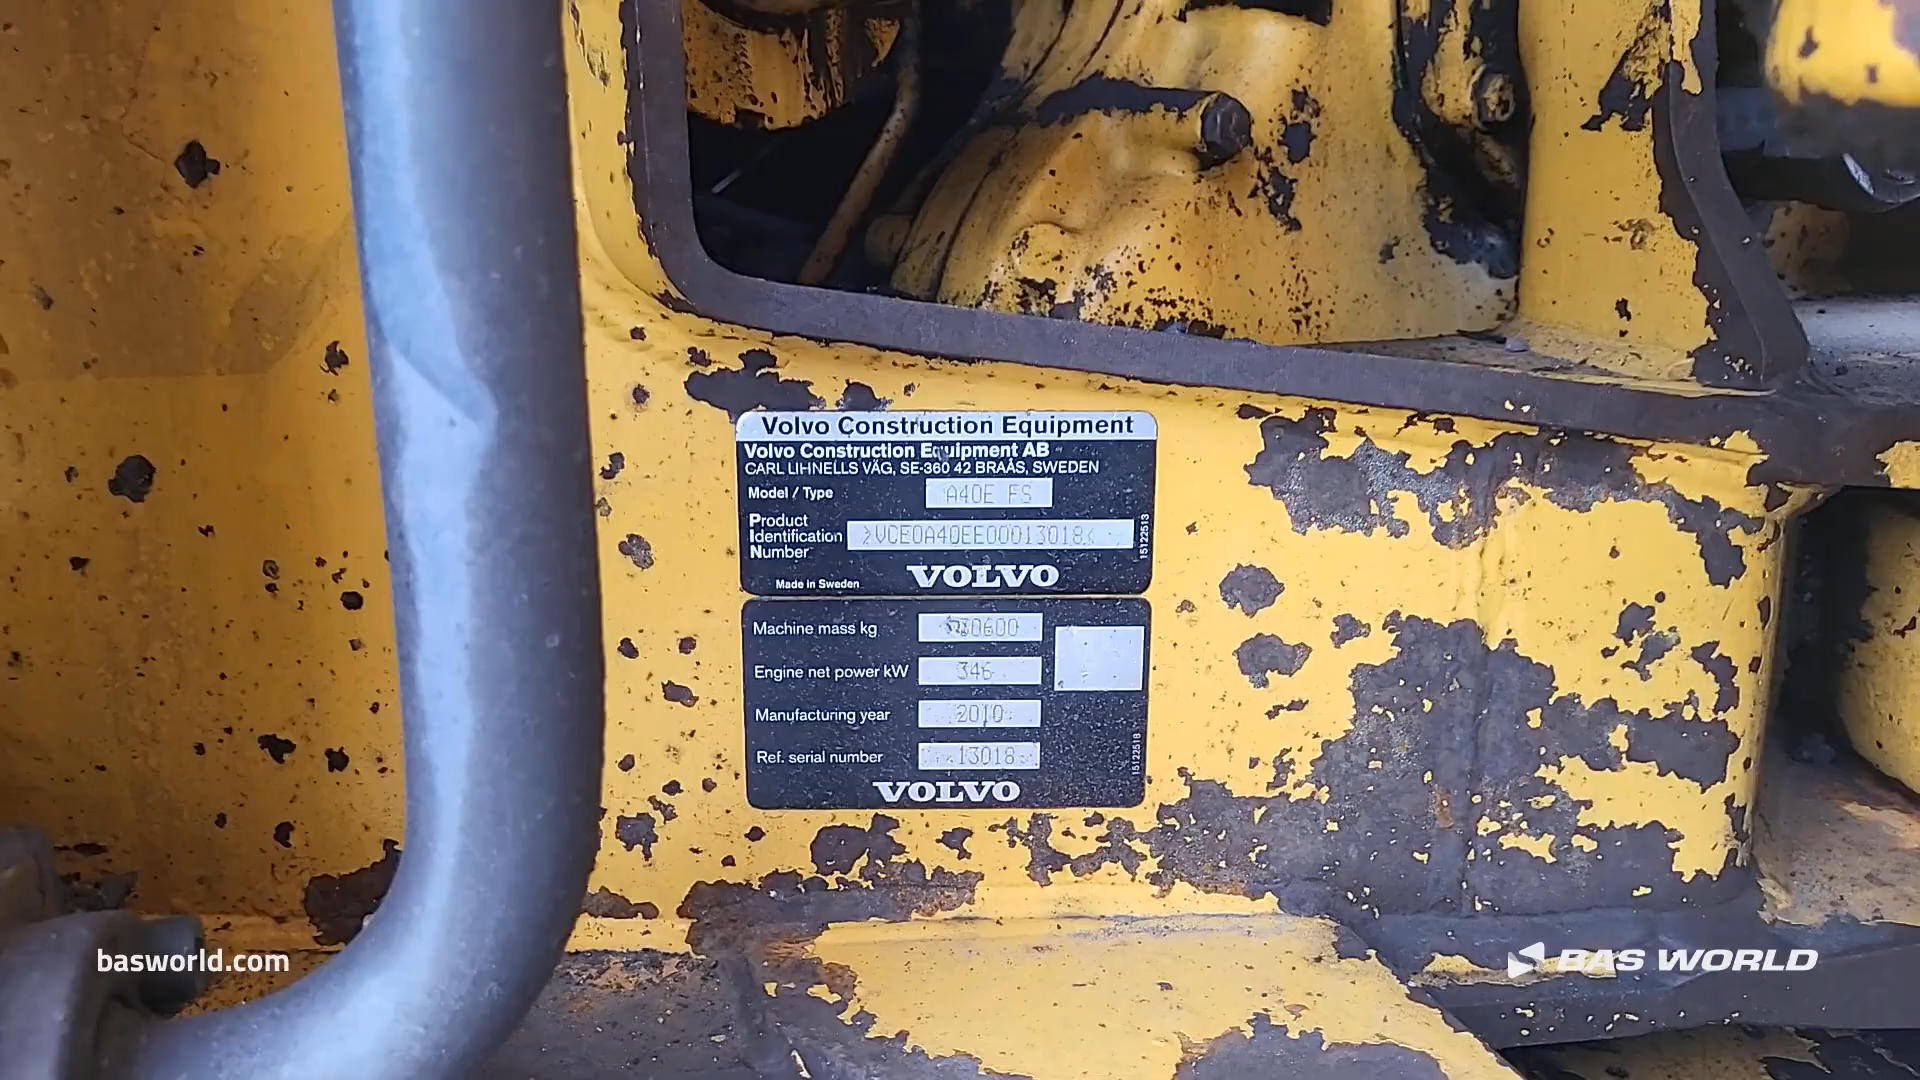 Volvo Construction Equipment
Volvo Construction Equipment AB
CARL LIHNELLS VÄG, SE-360 42 BRAÅS, SWEDEN
Model / Type A40E FS
Product
Identification VCE0A40EE00013018
Number
15122513
Made in Sweden VOLVO
Machine mass kg 30600
Engine net power kW 346
Manufacturing year 2010
Ref. serial number 13018
15122518
VOLVO
basworld.com
BAS WORLD